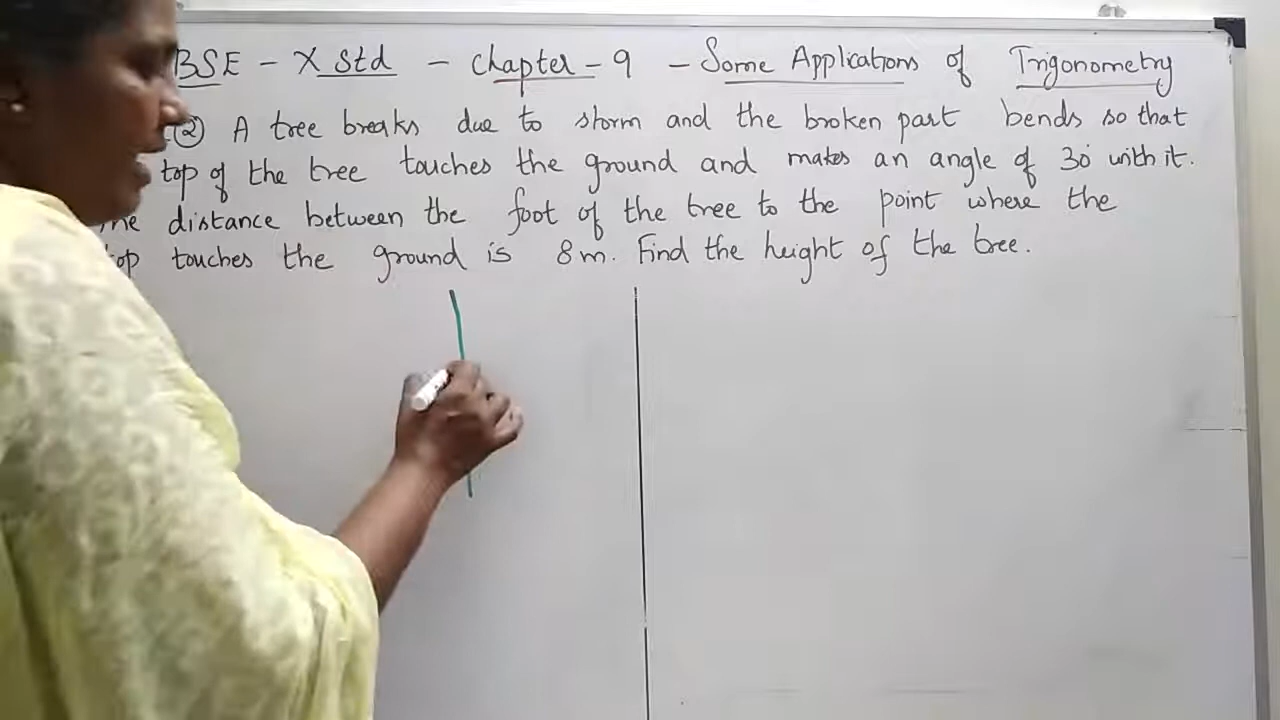 BSE - X Std - Chapter - 9 - Some Applications of Trigonometry
② A tree breaks due to storm and the broken part bends so that
top of the tree touches the ground and makes an angle of 30° with it.
distance between the foot of the tree to the point where the
touches the ground is 8m. Find the height of the tree.